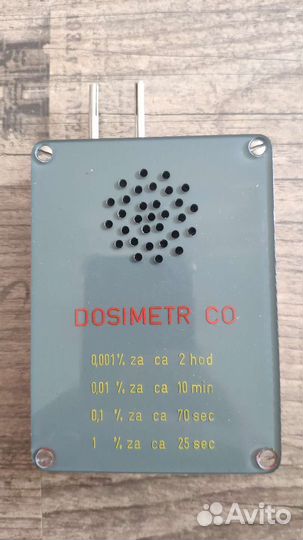 DOSIMETR CO
0,001 % za ca 2 hod
0,01 % za ca 10 min
0,1 % za ca 70 sec
1 % za ca 25 sec
Avito